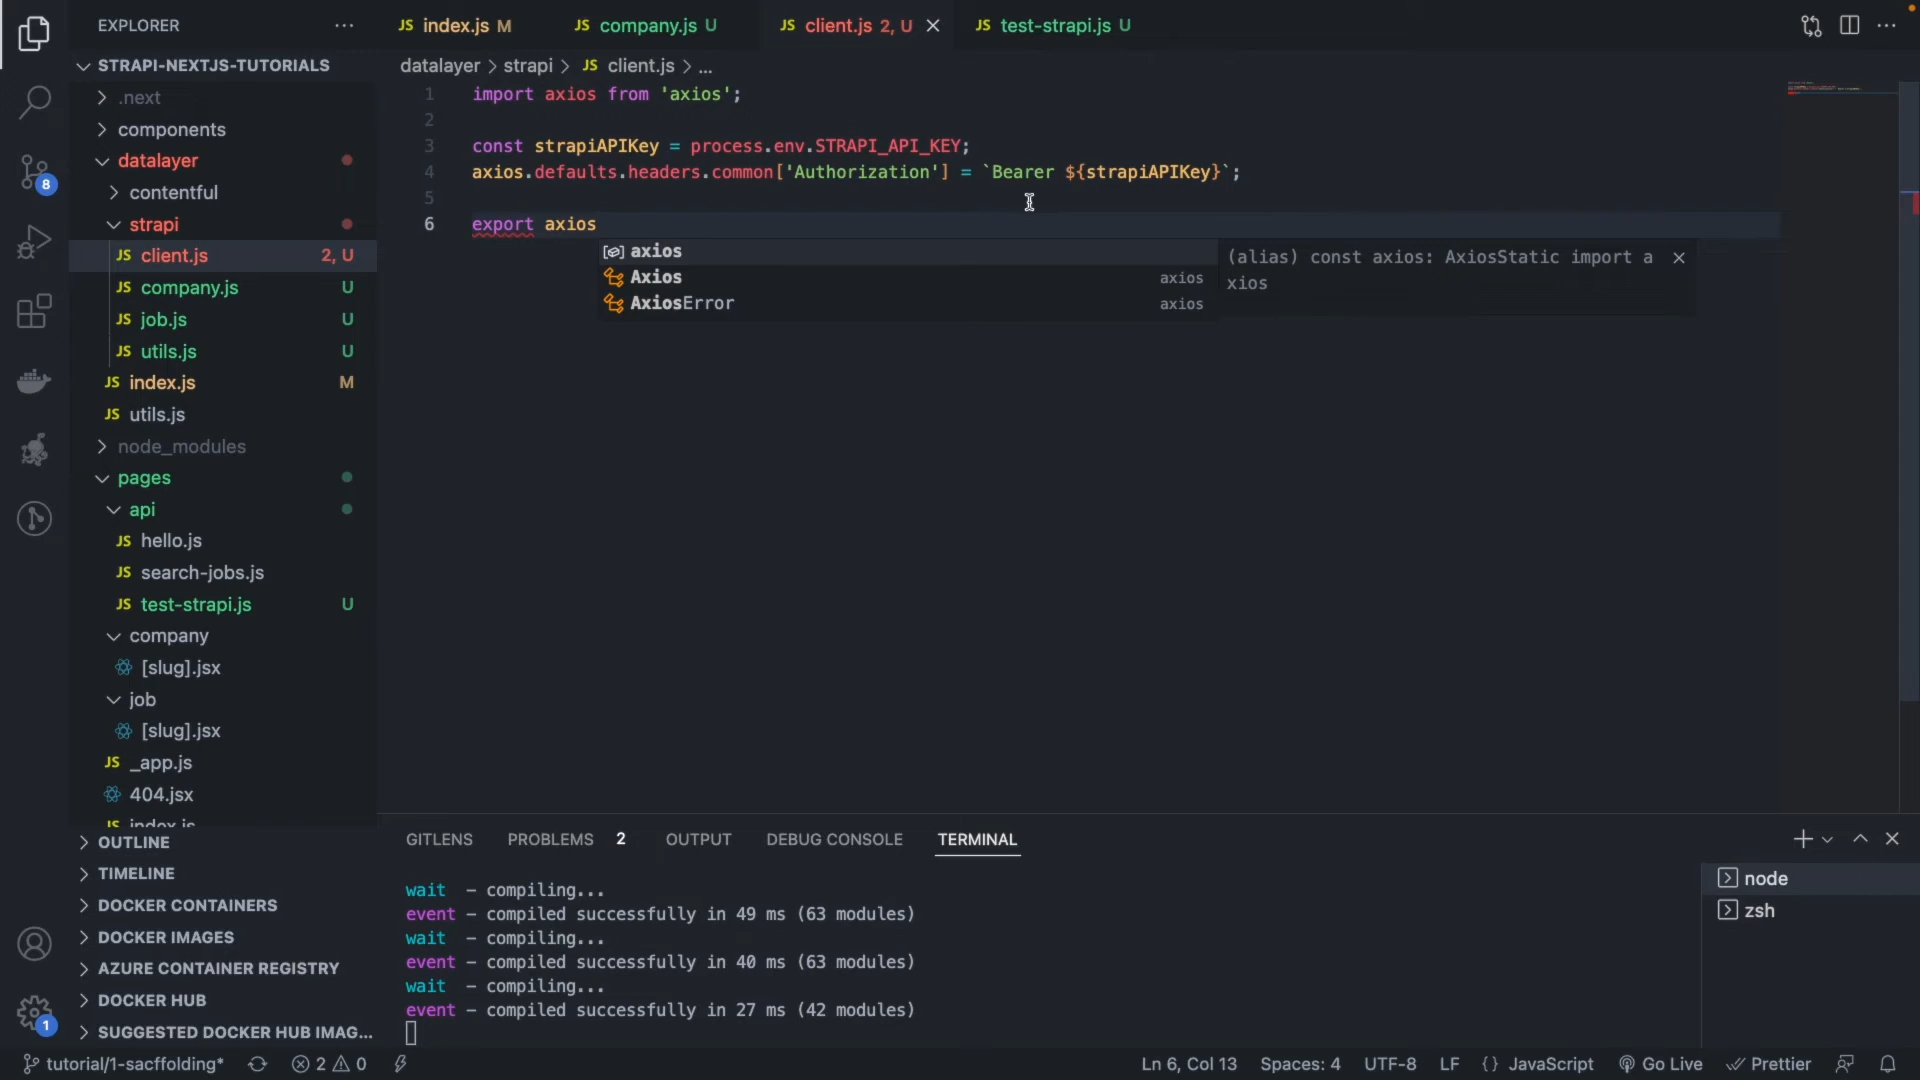 EXPLORER
STRAPI-NEXTJS-TUTORIALS
.next
components
datalayer
contentful
strapi
JS client.js 2, U
JS company.js U
JS job.js U
JS utils.js U
JS index.js M
JS utils.js
node_modules
pages
api
JS hello.js
JS search-jobs.js
JS test-strapi.js U
company
[slug].jsx
job
[slug].jsx
JS _app.js
404.jsx
JS index.js
OUTLINE
TIMELINE
DOCKER CONTAINERS
DOCKER IMAGES
AZURE CONTAINER REGISTRY
DOCKER HUB
SUGGESTED DOCKER HUB IMAG...
8
1
JS index.js M JS company.js U JS client.js 2, U JS test-strapi.js U
datalayer > strapi > JS client.js > ...
1 import axios from 'axios';
2
3 const strapiAPIKey = process.env.STRAPI_API_KEY;
4 axios.defaults.headers.common['Authorization'] = `Bearer ${strapiAPIKey}`;
5
6 export axios
axios
Axios axios
AxiosError axios
(alias) const axios: AxiosStatic import a
xios
GITLENS PROBLEMS 2 OUTPUT DEBUG CONSOLE TERMINAL
wait – compiling...
event – compiled successfully in 49 ms (63 modules)
wait – compiling...
event – compiled successfully in 40 ms (63 modules)
wait – compiling...
event – compiled successfully in 27 ms (42 modules)
node
zsh
tutorial/1-sacffolding* 2 0 Ln 6, Col 13 Spaces: 4 UTF-8 LF {} JavaScript Go Live Prettier